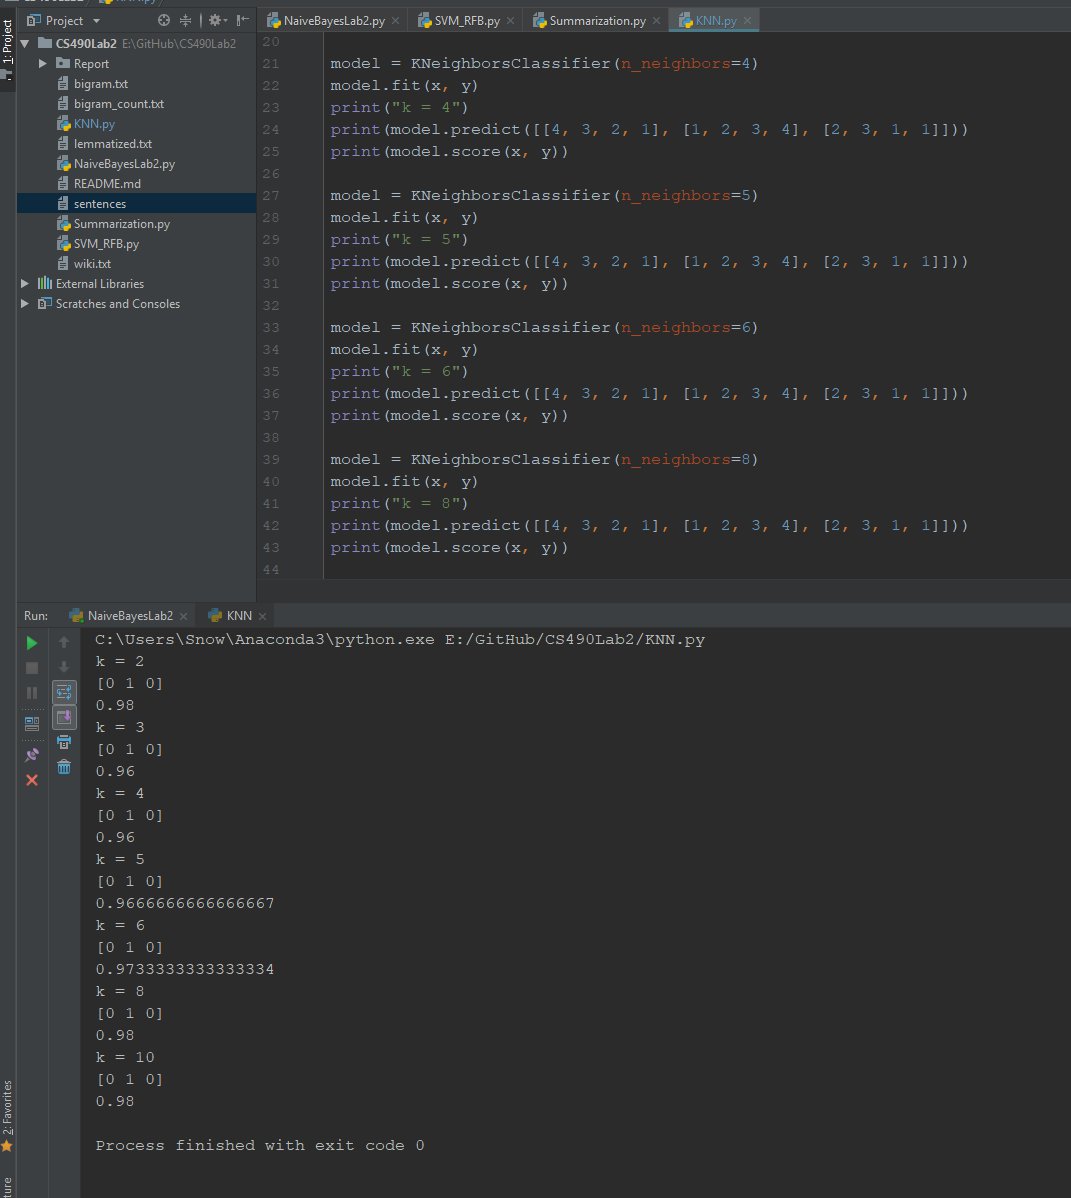 Project
CS490Lab2 E:\GitHub\CS490Lab2
Report
bigram.txt
bigram_count.txt
KNN.py
lemmatized.txt
NaiveBayesLab2.py
README.md
sentences
Summarization.py
SVM_RFB.py
wiki.txt
External Libraries
Scratches and Consoles
1: Project
2: Favorites
NaiveBayesLab2.py SVM_RFB.py Summarization.py KNN.py
20
21 model = KNeighborsClassifier(n_neighbors=4)
22 model.fit(x, y)
23 print("k = 4")
24 print(model.predict([[4, 3, 2, 1], [1, 2, 3, 4], [2, 3, 1, 1]]))
25 print(model.score(x, y))
26
27 model = KNeighborsClassifier(n_neighbors=5)
28 model.fit(x, y)
29 print("k = 5")
30 print(model.predict([[4, 3, 2, 1], [1, 2, 3, 4], [2, 3, 1, 1]]))
31 print(model.score(x, y))
32
33 model = KNeighborsClassifier(n_neighbors=6)
34 model.fit(x, y)
35 print("k = 6")
36 print(model.predict([[4, 3, 2, 1], [1, 2, 3, 4], [2, 3, 1, 1]]))
37 print(model.score(x, y))
38
39 model = KNeighborsClassifier(n_neighbors=8)
40 model.fit(x, y)
41 print("k = 8")
42 print(model.predict([[4, 3, 2, 1], [1, 2, 3, 4], [2, 3, 1, 1]]))
43 print(model.score(x, y))
44
Run: NaiveBayesLab2 KNN
C:\Users\Snow\Anaconda3\python.exe E:/GitHub/CS490Lab2/KNN.py
k = 2
[0 1 0]
0.98
k = 3
[0 1 0]
0.96
k = 4
[0 1 0]
0.96
k = 5
[0 1 0]
0.9666666666666667
k = 6
[0 1 0]
0.9733333333333334
k = 8
[0 1 0]
0.98
k = 10
[0 1 0]
0.98
Process finished with exit code 0